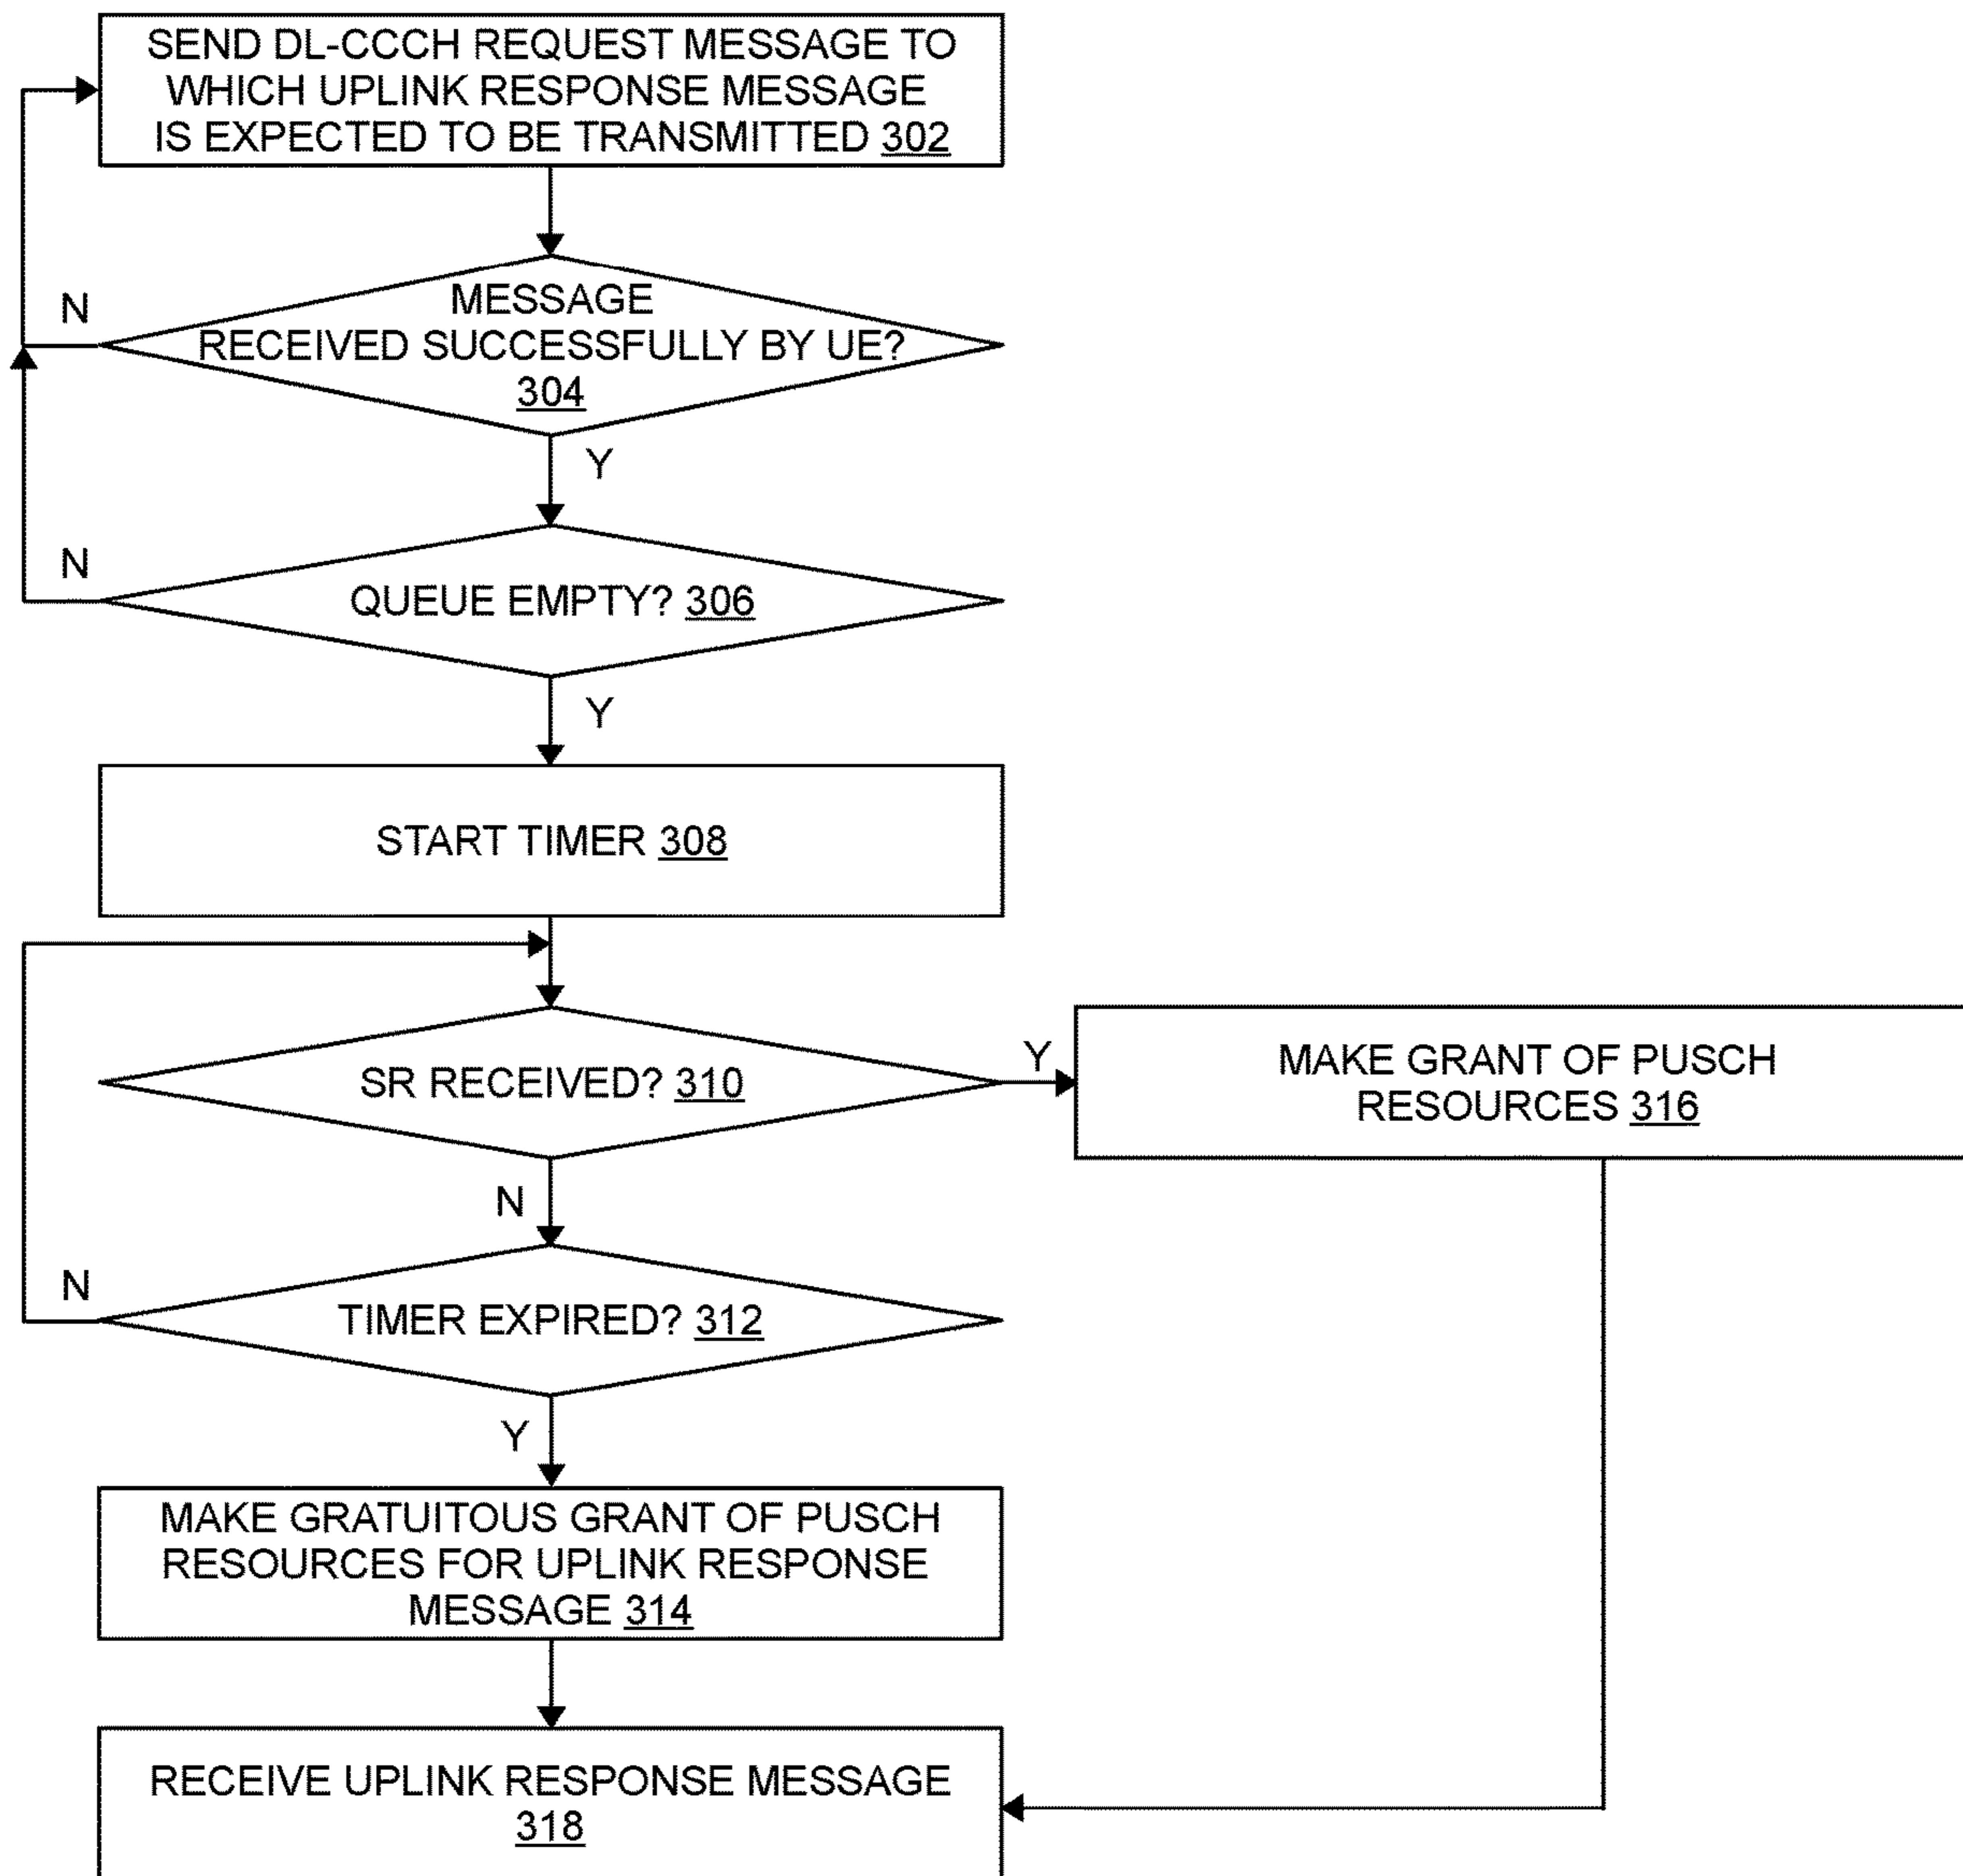 SEND DL-CCCH REQUEST MESSAGE TO
WHICH UPLINK RESPONSE MESSAGE
IS EXPECTED TO BE TRANSMITTED 302
N
MESSAGE
RECEIVED SUCCESSFULLY BY UE?
304
Y
N
QUEUE EMPTY? 306
Y
START TIMER 308
SR RECEIVED? 310
Y
MAKE GRANT OF PUSCH
RESOURCES 316
N
N
TIMER EXPIRED? 312
Y
MAKE GRATUITOUS GRANT OF PUSCH
RESOURCES FOR UPLINK RESPONSE
MESSAGE 314
RECEIVE UPLINK RESPONSE MESSAGE
318